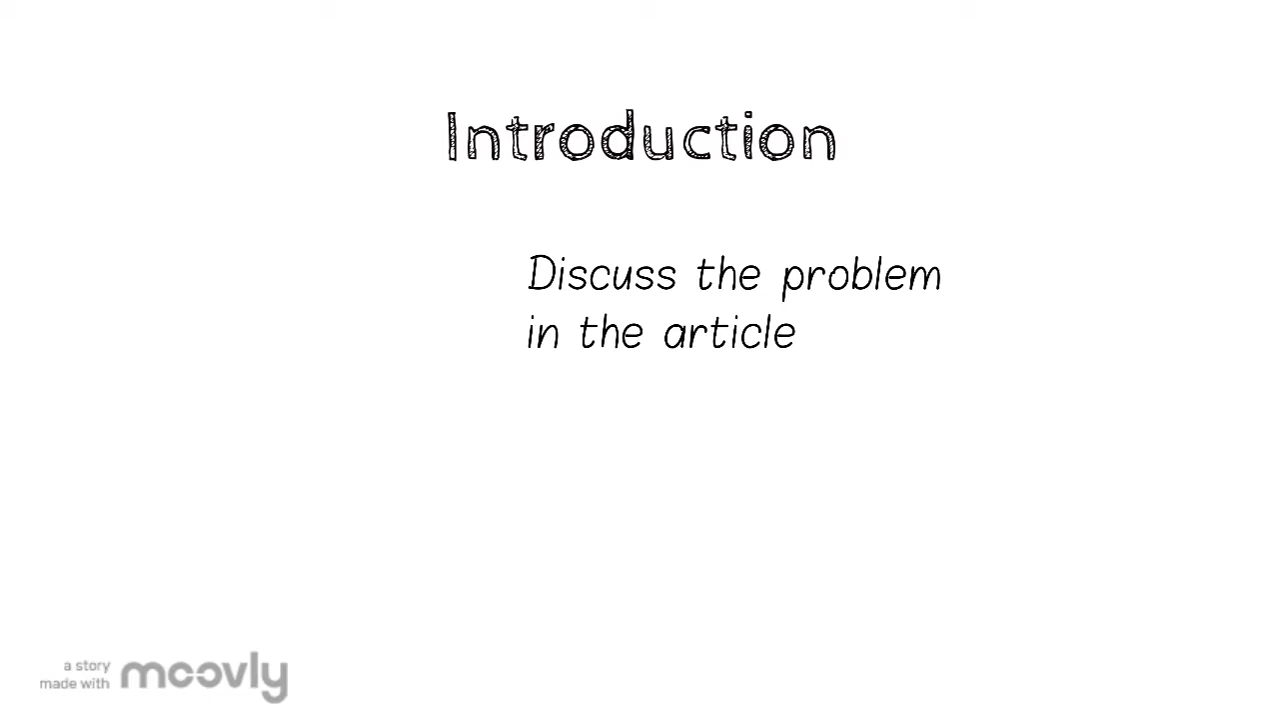 Introduction
Discuss the problem
in the article
a story
made with moovly